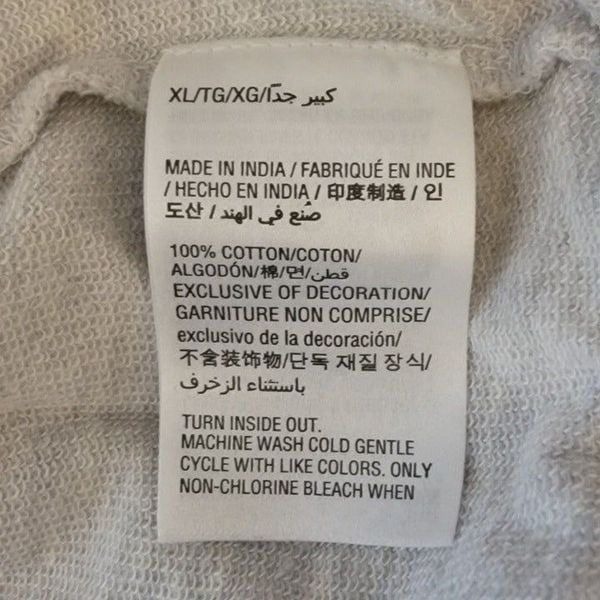 XL/TG/XG/كبير جدًا
MADE IN INDIA / FABRIQUÉ EN INDE
/ HECHO EN INDIA / 印度制造 / 인
도산 / صُنع في الهند
100% COTTON/COTON/
ALGODÓN/棉/면/قطن/
EXCLUSIVE OF DECORATION/
GARNITURE NON COMPRISE/
exclusivo de la decoración/
不含装饰物/단독 재질 장식/
باستثناء الزخرف
TURN INSIDE OUT.
MACHINE WASH COLD GENTLE
CYCLE WITH LIKE COLORS. ONLY
NON-CHLORINE BLEACH WHEN